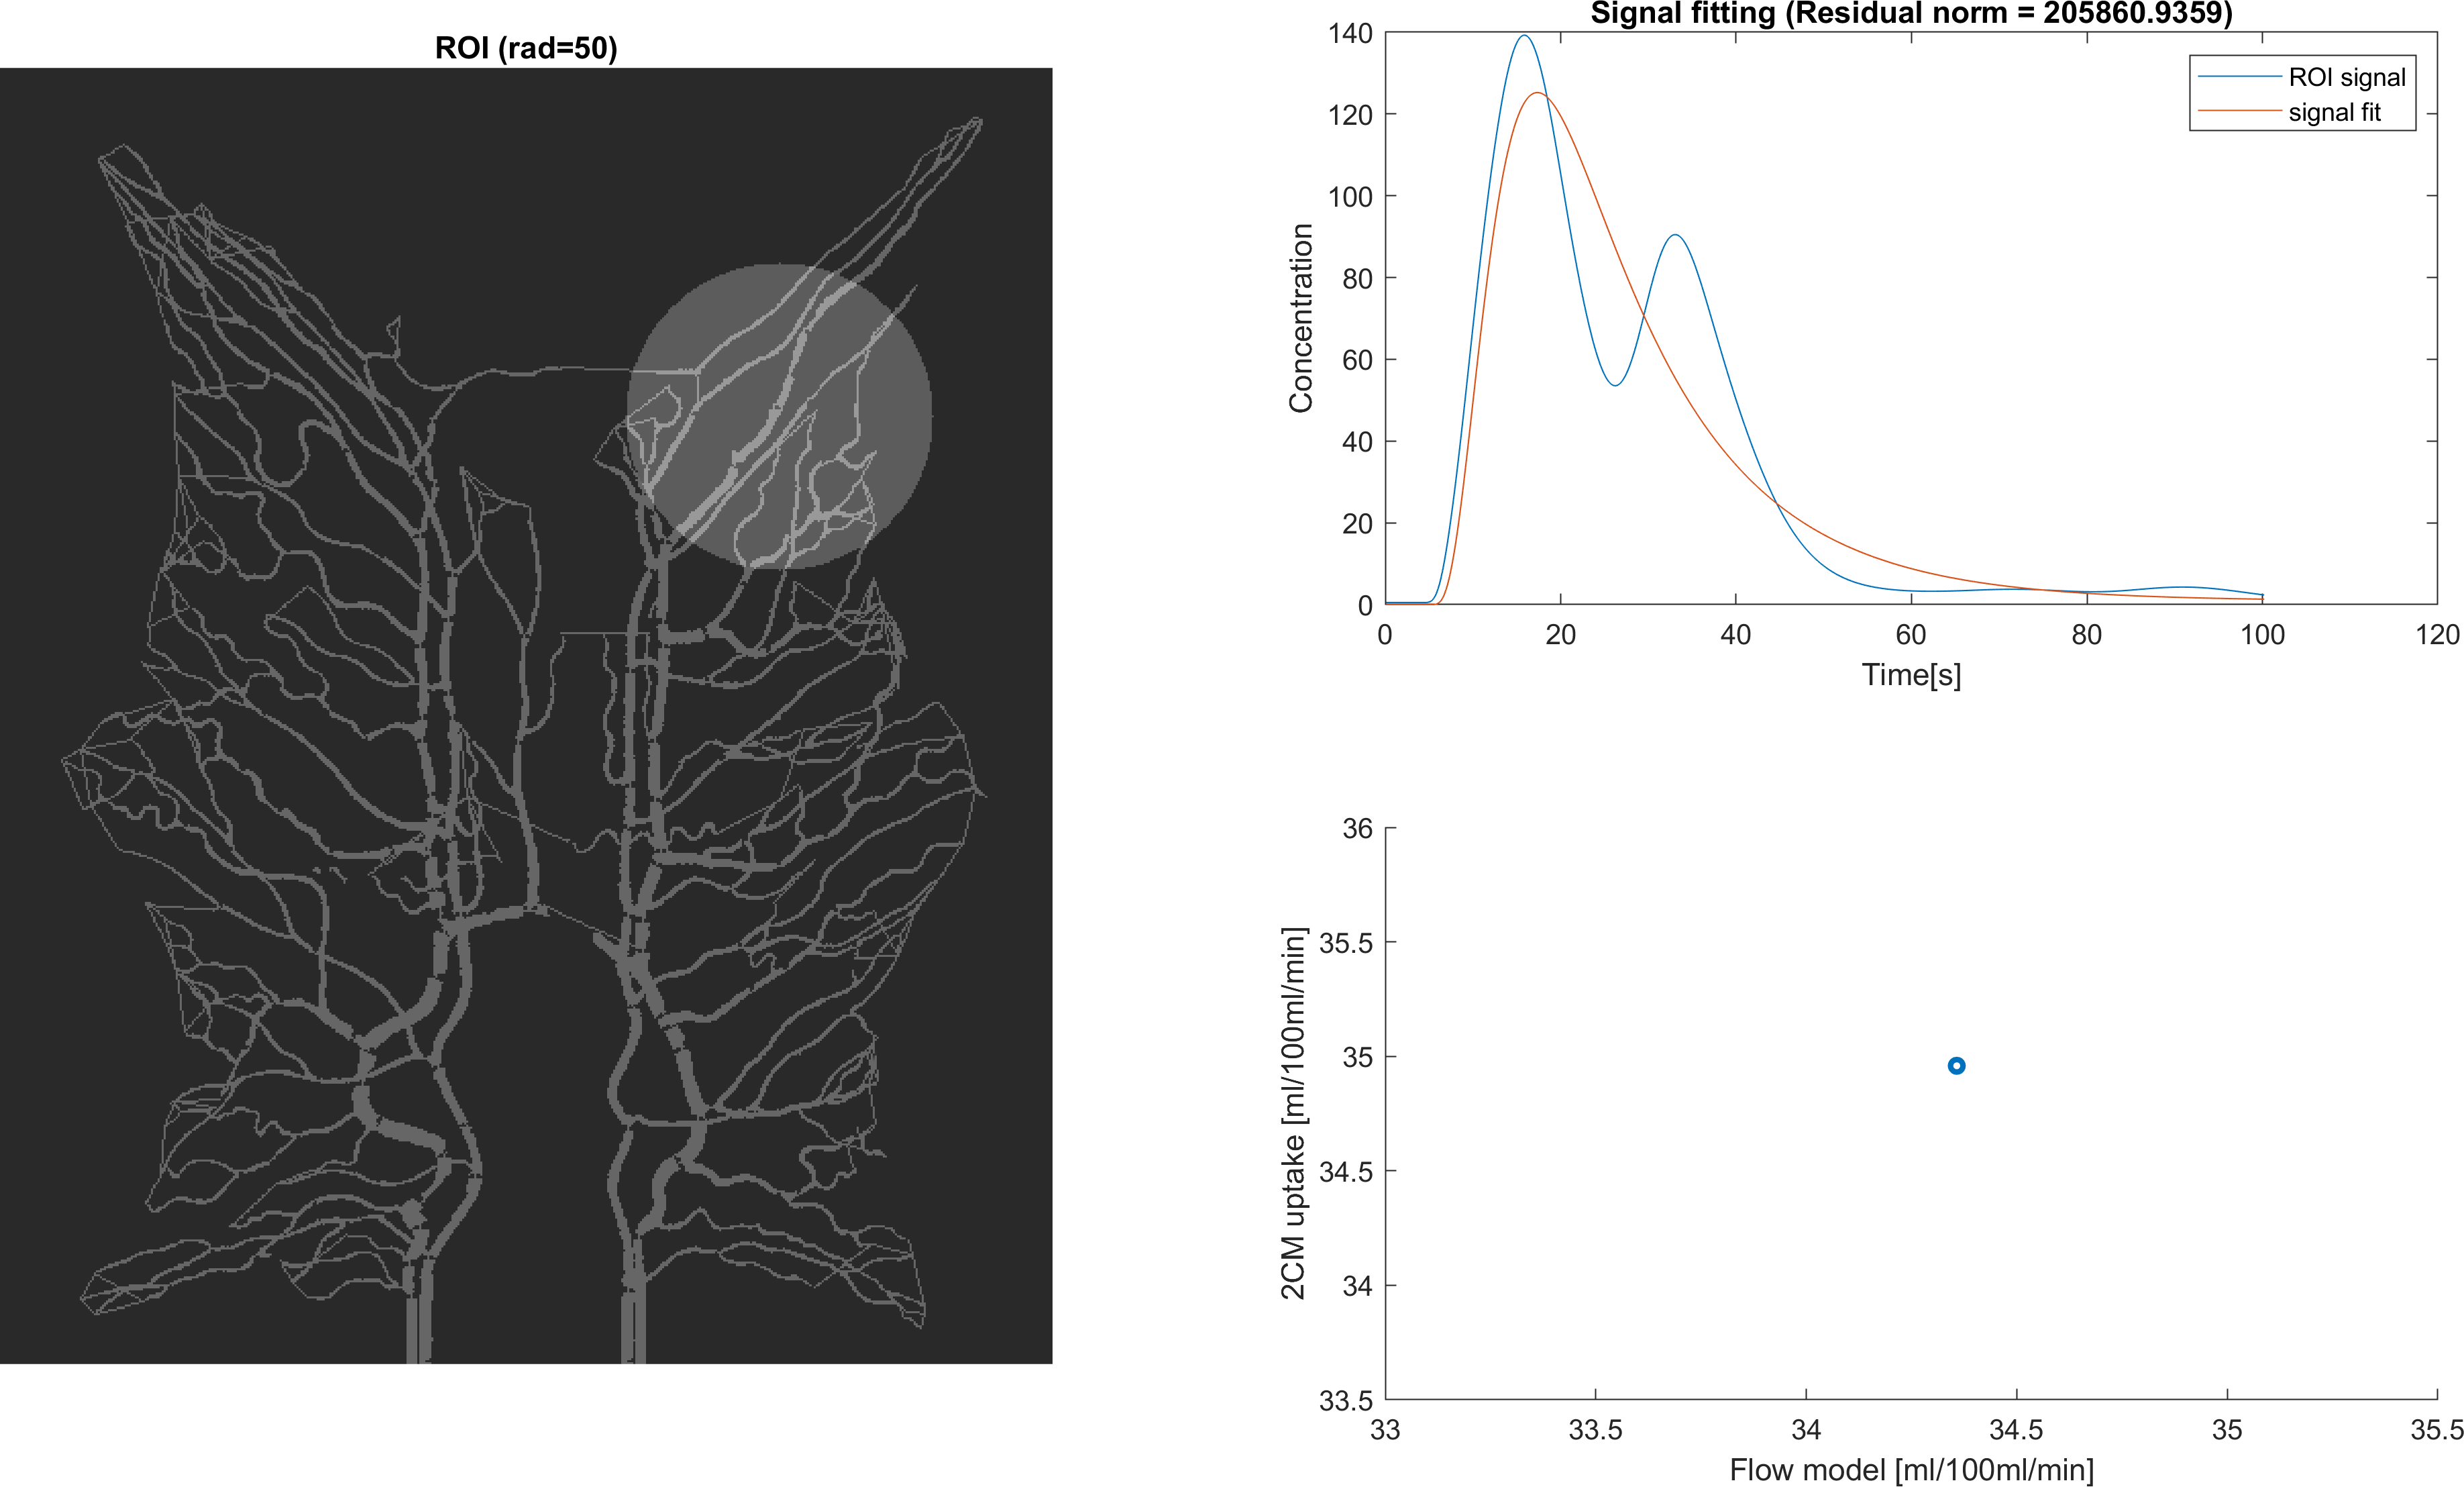 ROI (rad=50)
Signal fitting (Residual norm = 205860.9359)
140
120
100
80
60
40
20
0
Concentration
ROI signal
signal fit
0 20 40 60 80 100 120
Time[s]
36
35.5
35
34.5
34
33.5
2CM uptake [ml/100ml/min]
33 33.5 34 34.5 35 35.5
Flow model [ml/100ml/min]